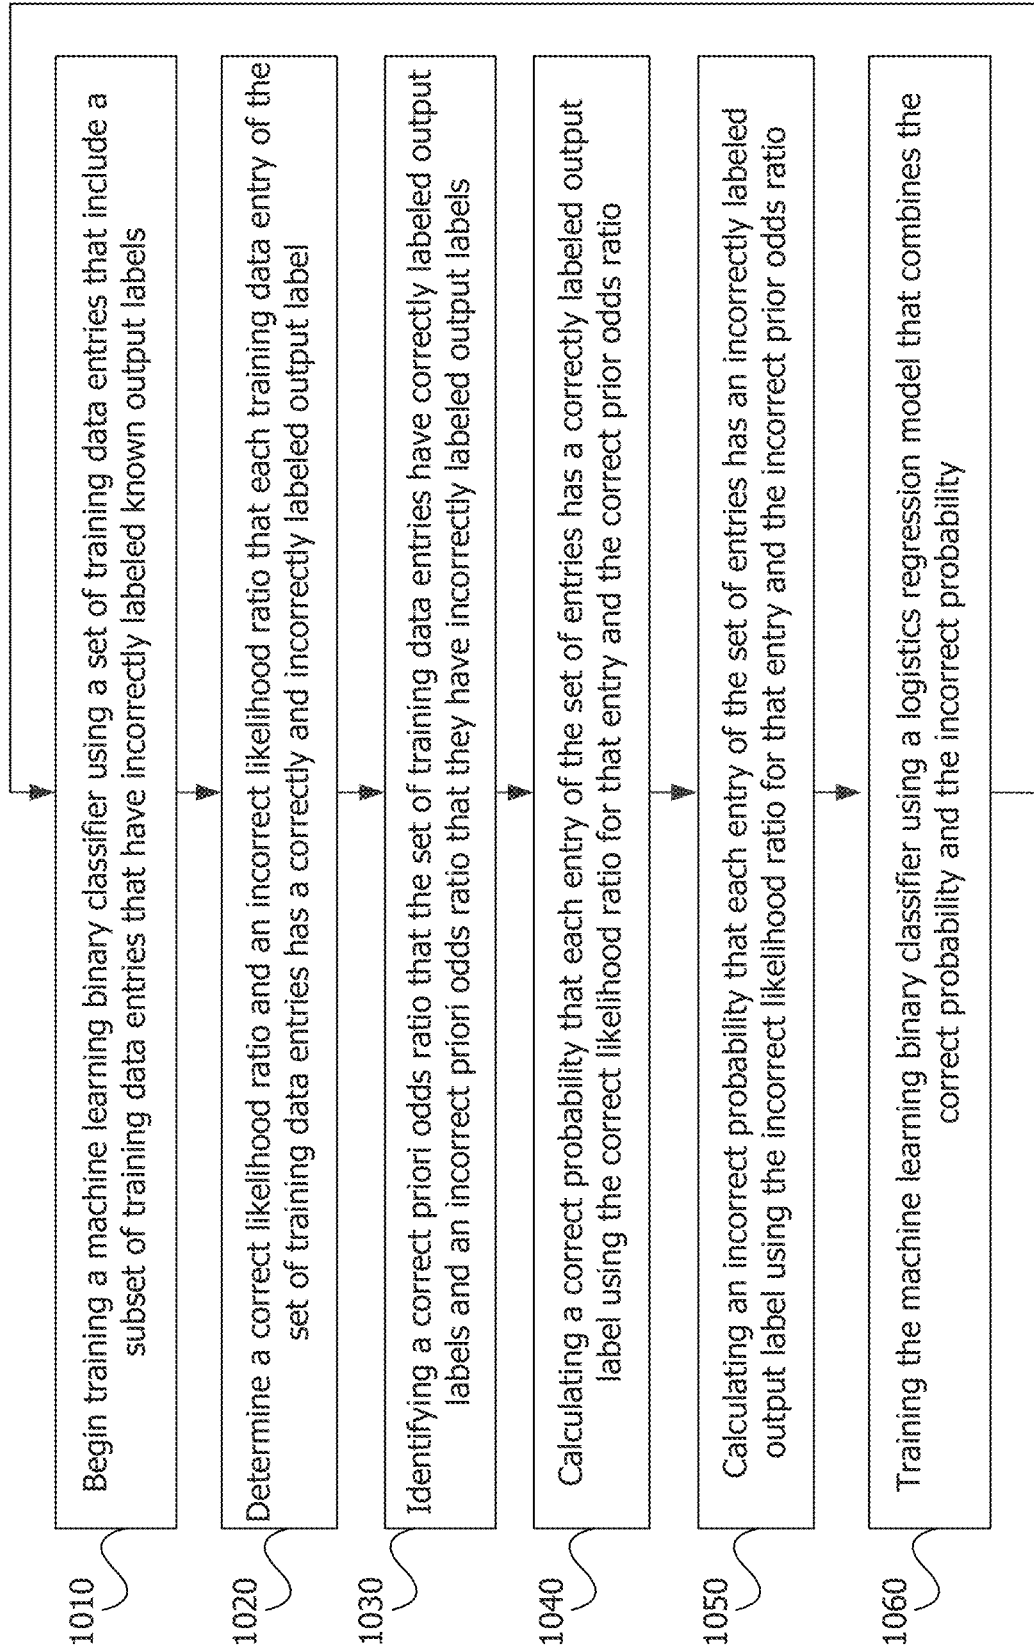 1010
Begin training a machine learning binary classifier using a set of training data entries that include a
subset of training data entries that have incorrectly labeled known output labels
1020
Determine a correct likelihood ratio and an incorrect likelihood ratio that each training data entry of the
set of training data entries has a correctly and incorrectly labeled output label
1030
Identifying a correct priori odds ratio that the set of training data entries have correctly labeled output
labels and an incorrect priori odds ratio that they have incorrectly labeled output labels
1040
Calculating a correct probability that each entry of the set of entries has a correctly labeled output
label using the correct likelihood ratio for that entry and the correct prior odds ratio
1050
Calculating an incorrect probability that each entry of the set of entries has an incorrectly labeled
output label using the incorrect likelihood ratio for that entry and the incorrect prior odds ratio
1060
Training the machine learning binary classifier using a logistics regression model that combines the
correct probability and the incorrect probability